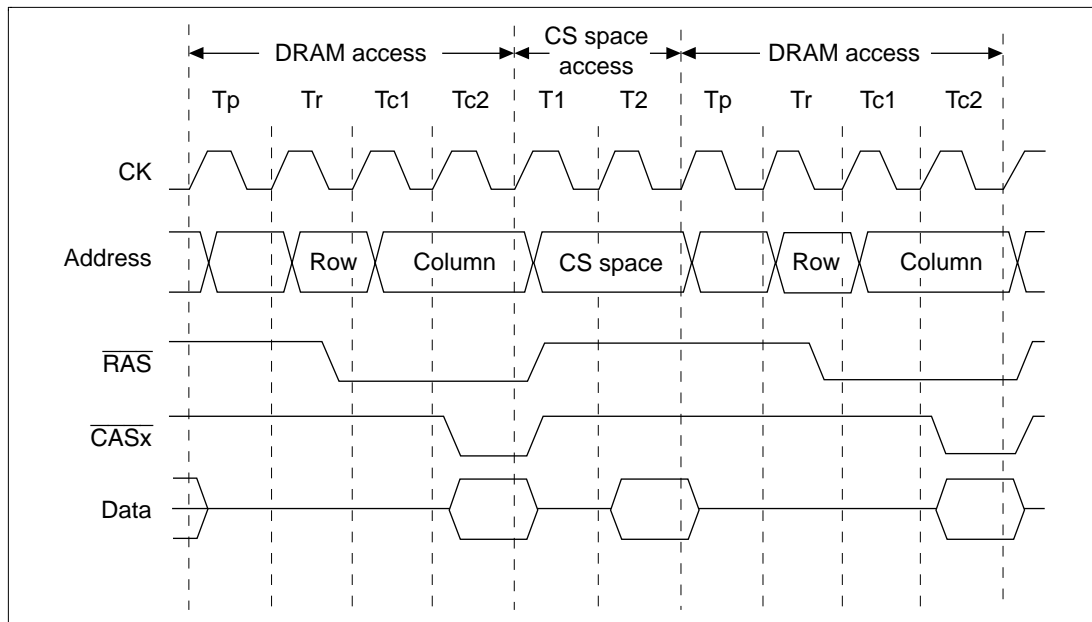 DRAM access CS space access DRAM access
Tp Tr Tc1 Tc2 T1 T2 Tp Tr Tc1 Tc2
CK
Address Row Column CS space Row Column
RAS
CASx
Data